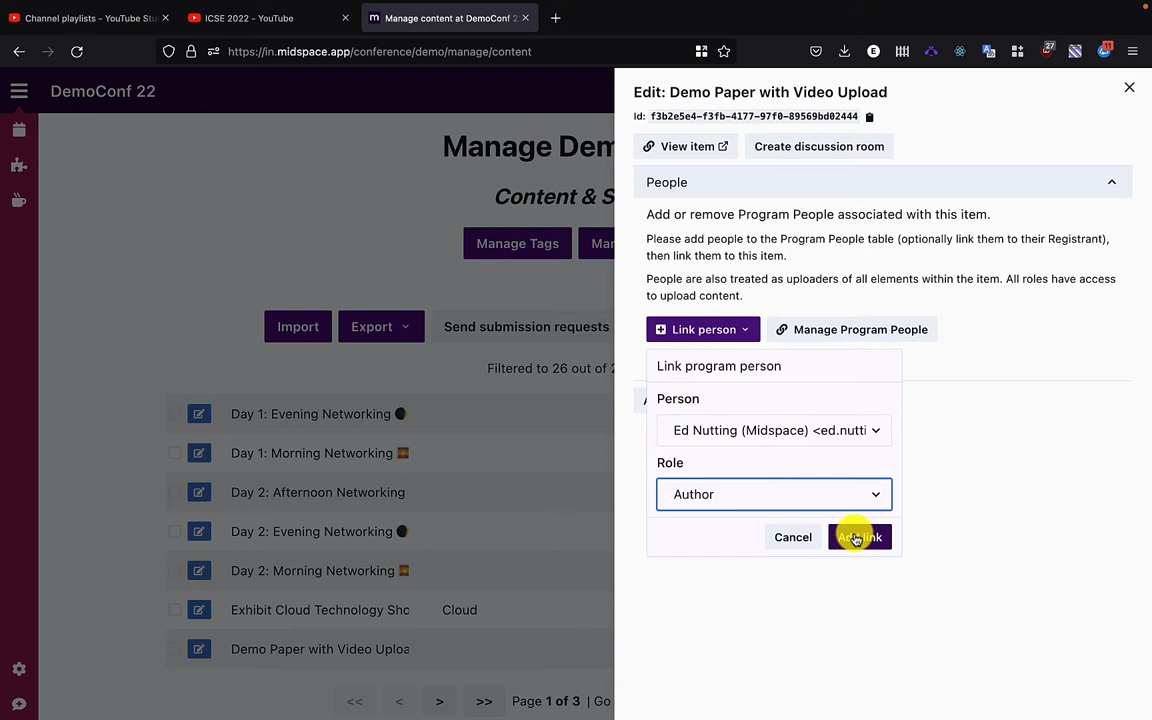 Channel playlists - YouTube Stu
ICSE 2022 - YouTube
Manage content at DemoConf 2
https://in.midspace.app/conference/demo/manage/content
27
11
DemoConf 22
Manage Dem
Content & S
Manage Tags
Man
Import
Export
Send submission requests
Filtered to 26 out of 2
Day 1: Evening Networking
Day 1: Morning Networking
Day 2: Afternoon Networking
Day 2: Evening Networking
Day 2: Morning Networking
Exhibit Cloud Technology Sho
Cloud
Demo Paper with Video Uploa
<< < > >> Page 1 of 3 | Go
Edit: Demo Paper with Video Upload
Id: f3b2e5e4-f3fb-4177-97f0-89569bd02444
View item
Create discussion room
People
Add or remove Program People associated with this item.
Please add people to the Program People table (optionally link them to their Registrant),
then link them to this item.
People are also treated as uploaders of all elements within the item. All roles have access
to upload content.
Link person
Manage Program People
Link program person
Person
Ed Nutting (Midspace) <ed.nutti
Role
Author
Cancel
Add link